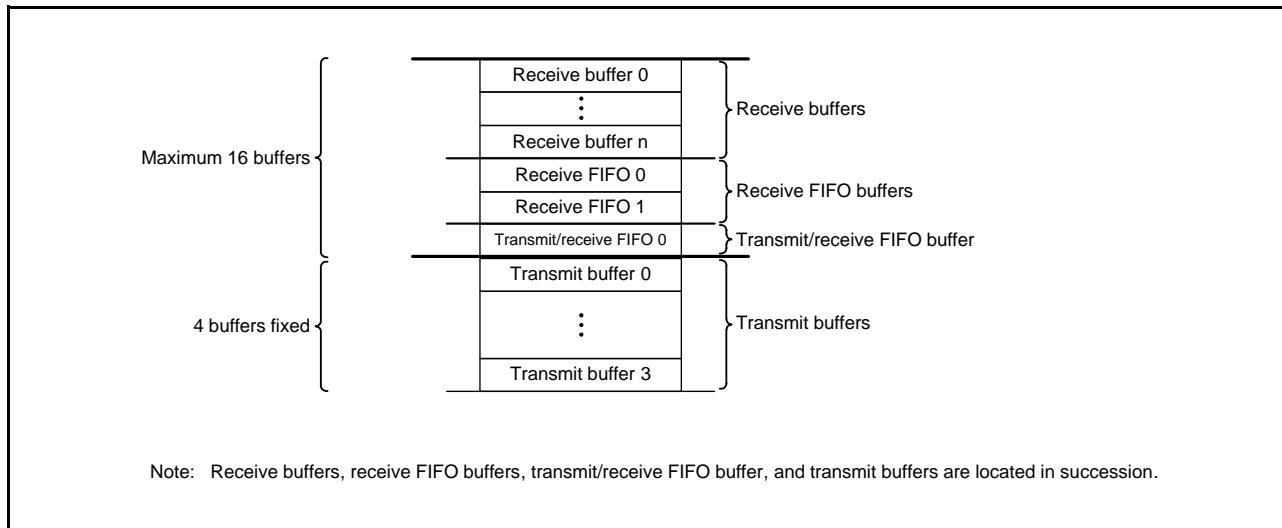 Receive buffer 0
Receive buffers
Receive buffer n
Maximum 16 buffers
Receive FIFO 0
Receive FIFO buffers
Receive FIFO 1
Transmit/receive FIFO 0
Transmit/receive FIFO buffer
Transmit buffer 0
4 buffers fixed
Transmit buffers
Transmit buffer 3
Note: Receive buffers, receive FIFO buffers, transmit/receive FIFO buffer, and transmit buffers are located in succession.